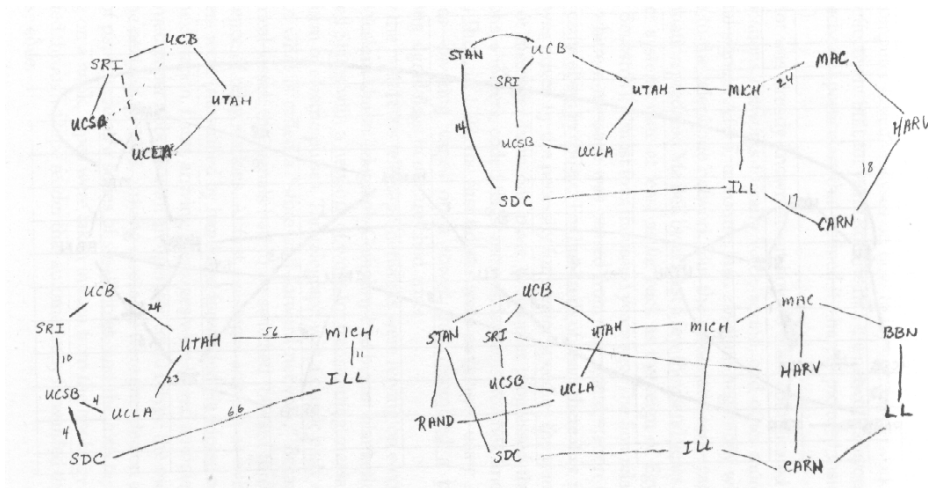 UCB
SRI
UTAH
UCSB
UCLA
STAN
UCB
SRI
UTAH
MICH
24
MAC
HARV
14
UCSB
UCLA
SDC
ILL
17
18
CARN
UCB
24
SRI
UTAH
56
MICH
10
11
23
ILL
UCSB
4
UCLA
4
66
SDC
UCB
MAC
STAN
SRI
UTAH
MICH
BBN
HARV
UCSB
UCLA
RAND
LL
SDC
ILL
CARN